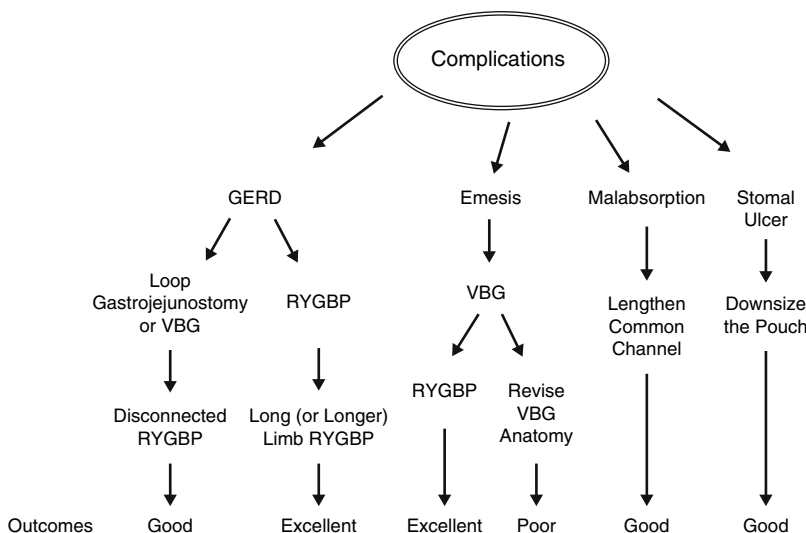 Complications
GERD
Emesis
Malabsorption
Stomal
Ulcer
Loop
Gastrojejunostomy
or VBG
RYGBP
VBG
Lengthen
Common
Channel
Downsize
the Pouch
Disconnected
RYGBP
Long (or Longer)
Limb RYGBP
RYGBP
Revise
VBG
Anatomy
Outcomes
Good
Excellent
Excellent
Poor
Good
Good